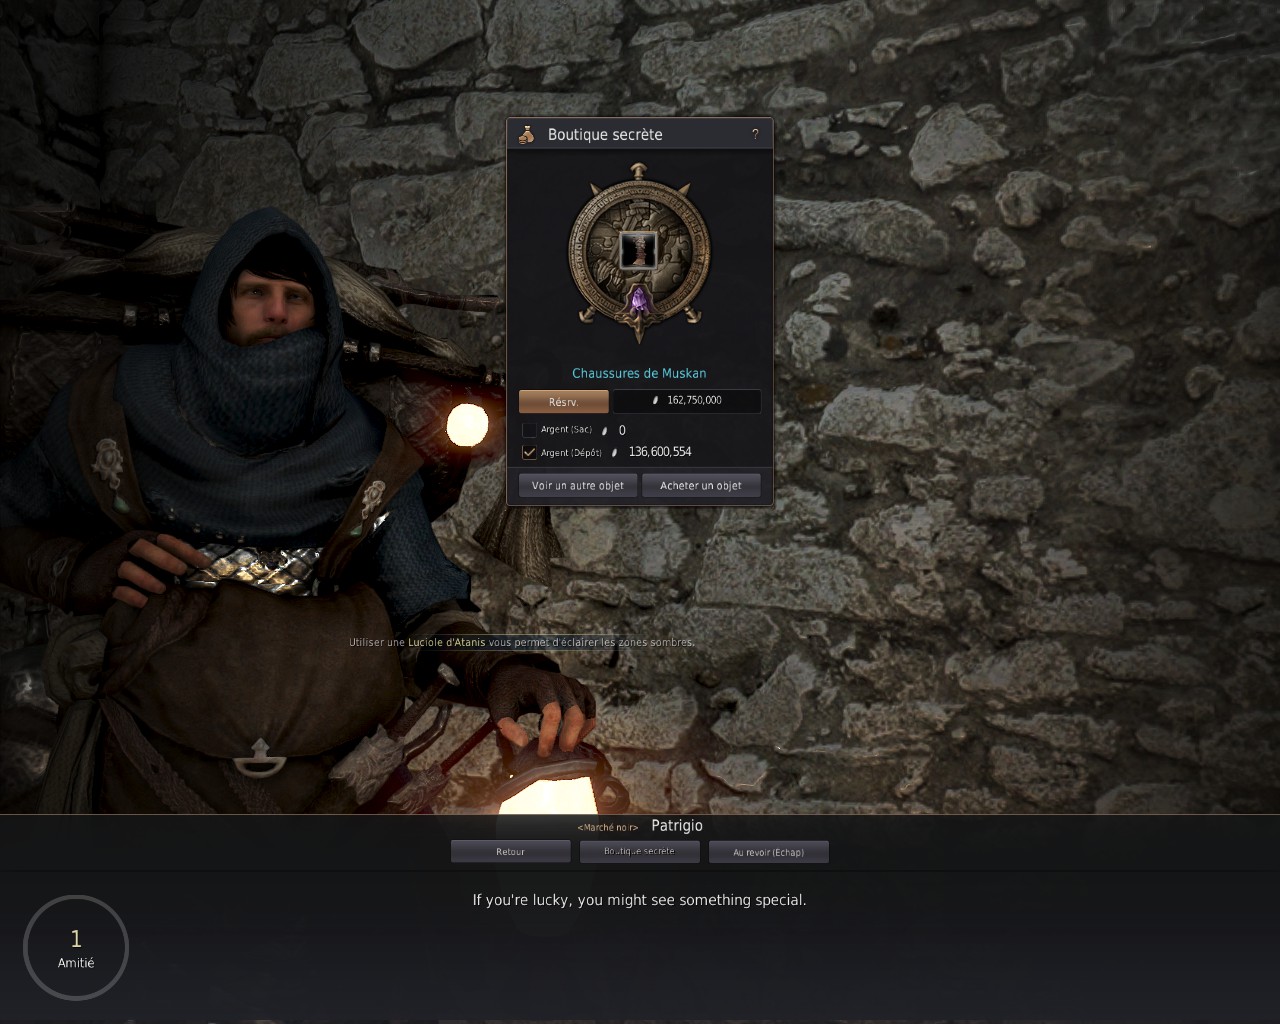 Boutique secrète
?
Chaussures de Muskan
Résrv.
162,750,000
Argent (Sac) 0
Argent (Dépôt) 136,600,554
Voir un autre objet
Acheter un objet
Utiliser une Luciole d'Atanis vous permet d'éclairer les zones sombres.
<Marché noir> Patrigio
Retour
Boutique secrète
Au revoir (Echap)
If you're lucky, you might see something special.
1
Amitié